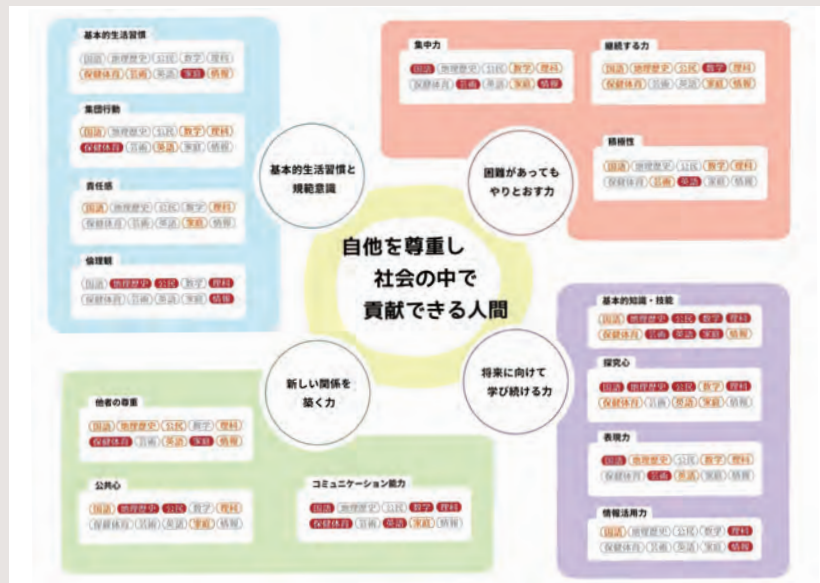 基本的生活習慣
国語 地理歴史 公民 数学 理科
保健体育 芸術 英語 家庭 情報
集団行動
国語 地理歴史 公民 数学 理科
保健体育 芸術 英語 家庭 情報
責任感
国語 地理歴史 公民 数学 理科
保健体育 芸術 英語 家庭 情報
倫理観
国語 地理歴史 公民 数学 理科
保健体育 芸術 英語 家庭 情報
基本的生活習慣と
規範意識
集中力
国語 地理歴史 公民 数学 理科
保健体育 芸術 英語 家庭 情報
継続する力
国語 地理歴史 公民 数学 理科
保健体育 芸術 英語 家庭 情報
積極性
国語 地理歴史 公民 数学 理科
保健体育 芸術 英語 家庭 情報
困難があっても
やりとおす力
自他を尊重し
社会の中で
貢献できる人間
新しい関係を
築く力
他者の尊重
国語 地理歴史 公民 数学 理科
保健体育 芸術 英語 家庭 情報
公共心
国語 地理歴史 公民 数学 理科
保健体育 芸術 英語 家庭 情報
コミュニケーション能力
国語 地理歴史 公民 数学 理科
保健体育 芸術 英語 家庭 情報
将来に向けて
学び続ける力
基本的知識・技能
国語 地理歴史 公民 数学 理科
保健体育 芸術 英語 家庭 情報
探究心
国語 地理歴史 公民 数学 理科
保健体育 芸術 英語 家庭 情報
表現力
国語 地理歴史 公民 数学 理科
保健体育 芸術 英語 家庭 情報
情報活用力
国語 地理歴史 公民 数学 理科
保健体育 芸術 英語 家庭 情報